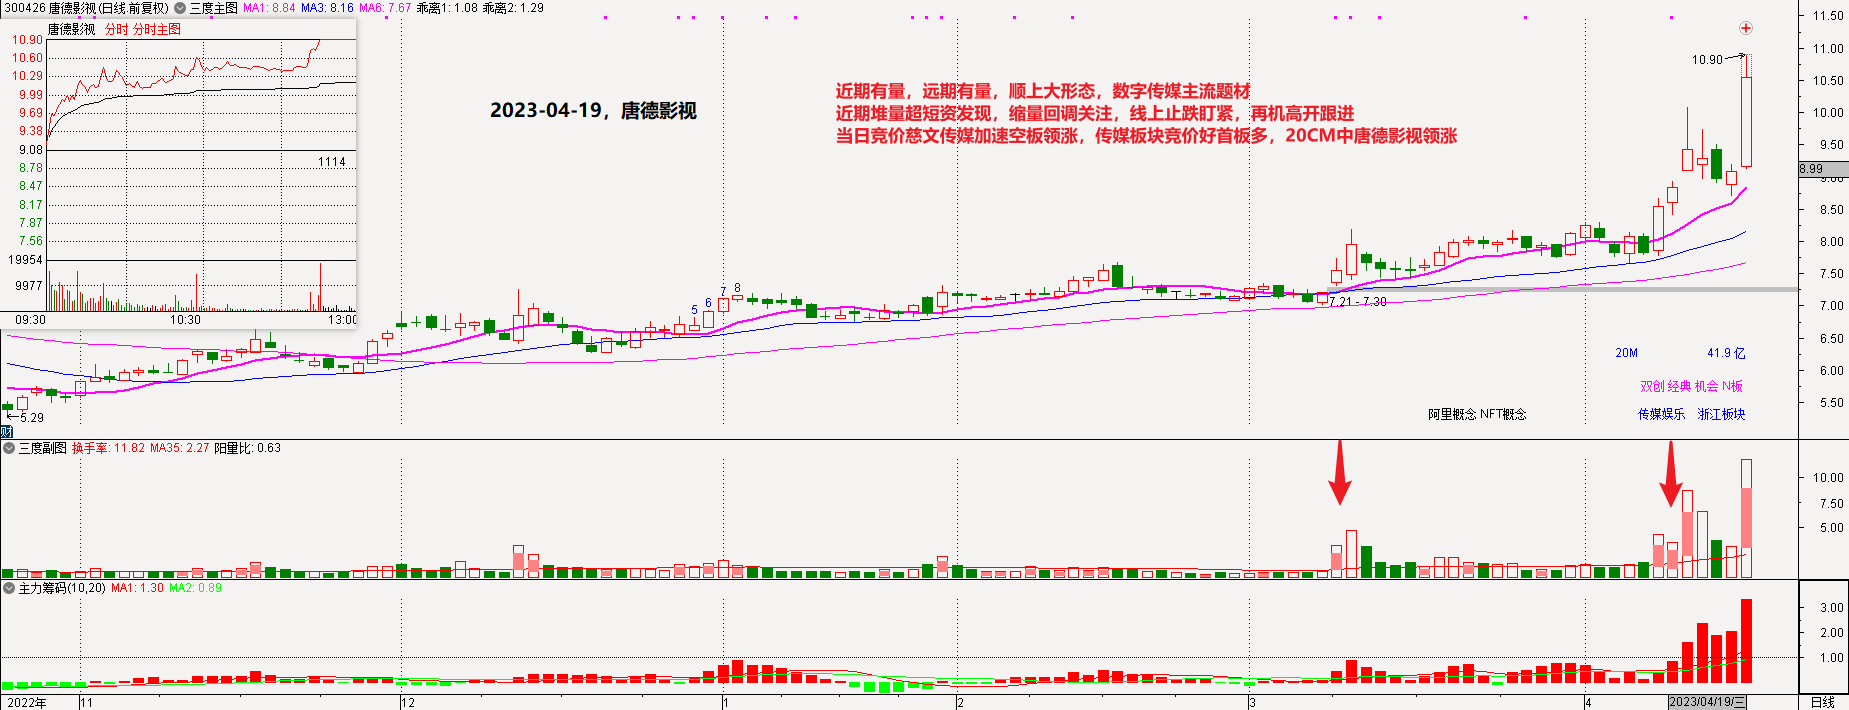 300426 唐德影视(日线.前复权) 三度主图 MA1: 8.84 MA3: 8.16 MA6: 7.67 乖离1: 1.08 乖离2: 1.29
唐德影视 分时 分时主图
10.90
10.60
10.29
9.99
9.69
9.38
9.08
8.78
8.47
8.17
7.87
7.56
19954
9977
1114
09:30 10:30 13:00
2023-04-19，唐德影视
近期有量，远期有量，顺上大形态，数字传媒主流题材
近期堆量超短资发现，缩量回调关注，线上止跌盯紧，再机高开跟进
当日竞价慈文传媒加速空板领涨，传媒板块竞价好首板多，20CM中唐德影视领涨
10.90
5 6 7 8
7.21 - 7.30
5.29
财
20M 41.9 亿
双创 经典 机会 N板
阿里概念 NFT概念 传媒娱乐 浙江板块
11.50
11.00
10.50
10.00
9.50
8.99
9.00
8.50
8.00
7.50
7.00
6.50
6.00
5.50
三度副图 换手率: 11.82 MA35: 2.27 阳量比: 0.63
10.00
7.50
5.00
主力筹码(10,20) MA1: 1.30 MA2: 0.89
3.00
2.00
1.00
2022年 11 12 1 2 3 4 2023/04/19/三 日线